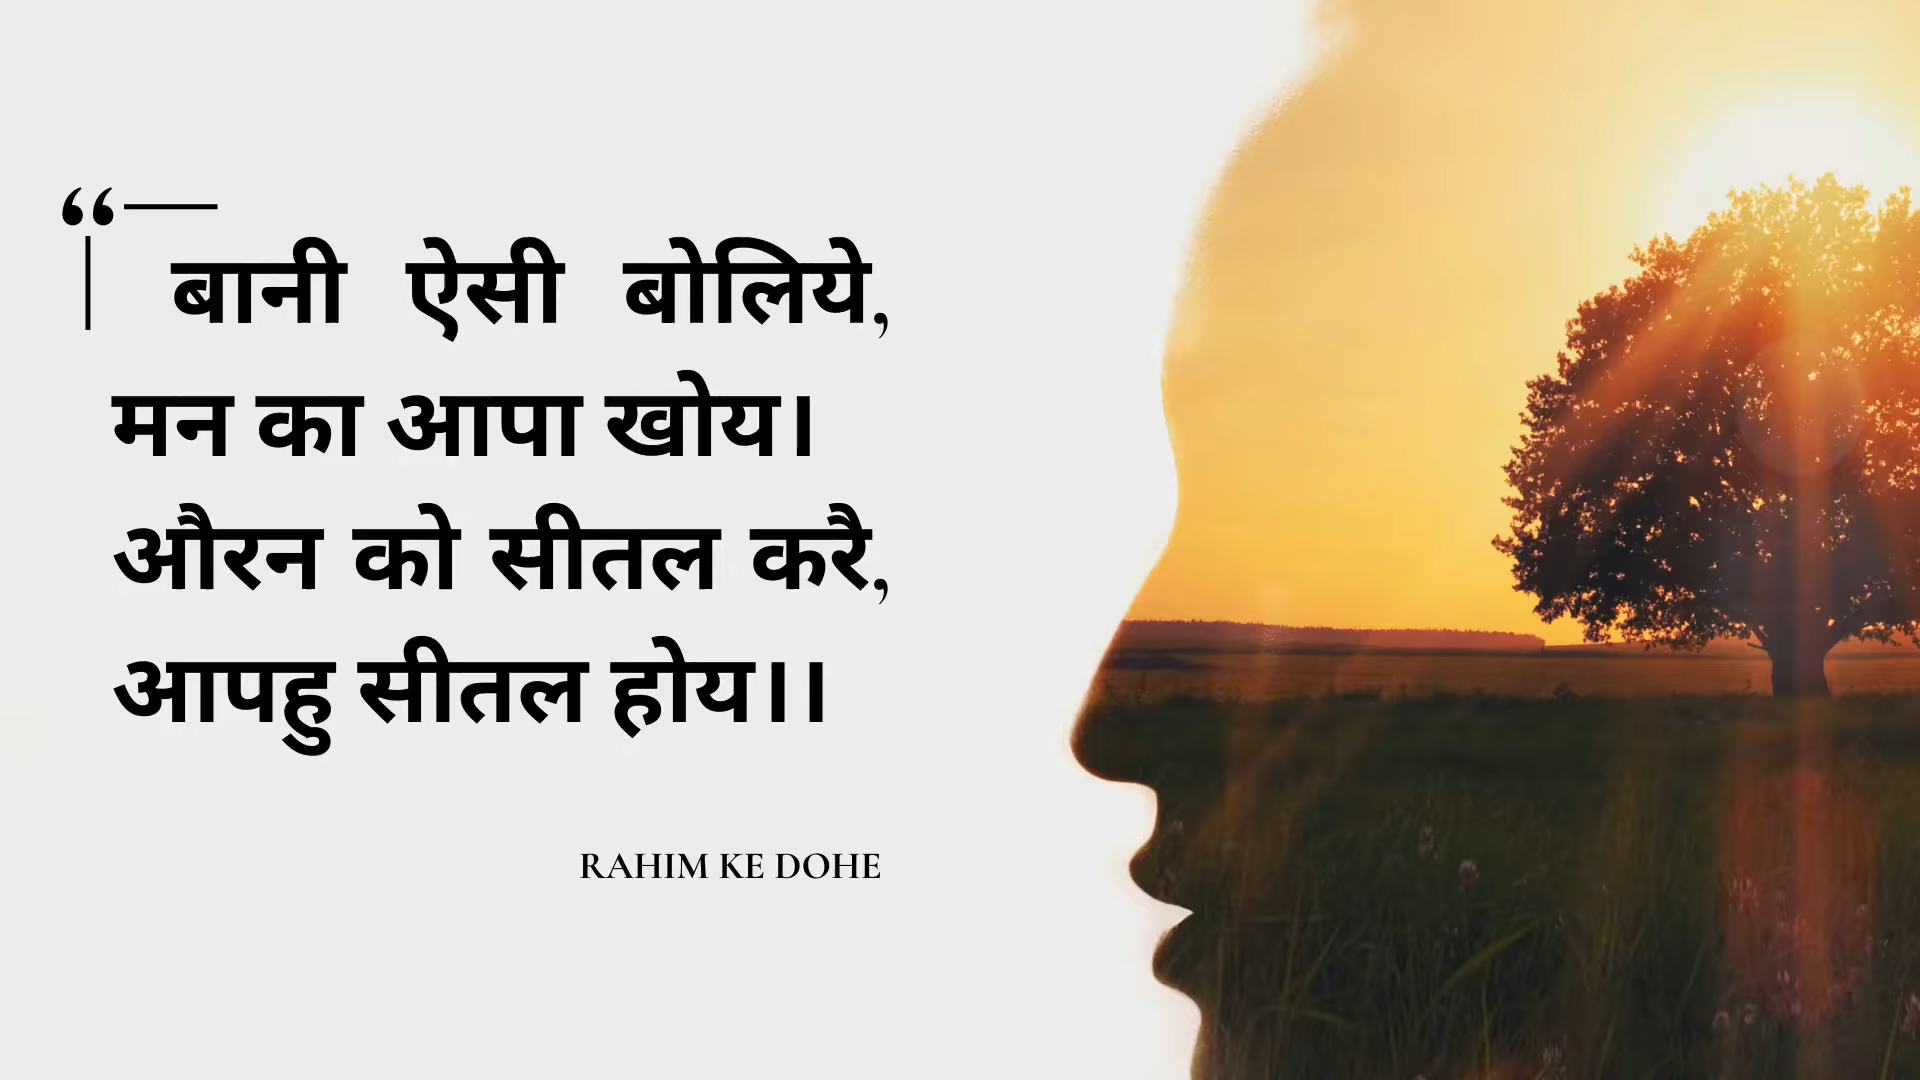 “
बानी ऐसी बोलिये,
मन का आपा खोय।
औरन को सीतल करै,
आपहु सीतल होय।।
RAHIM KE DOHE